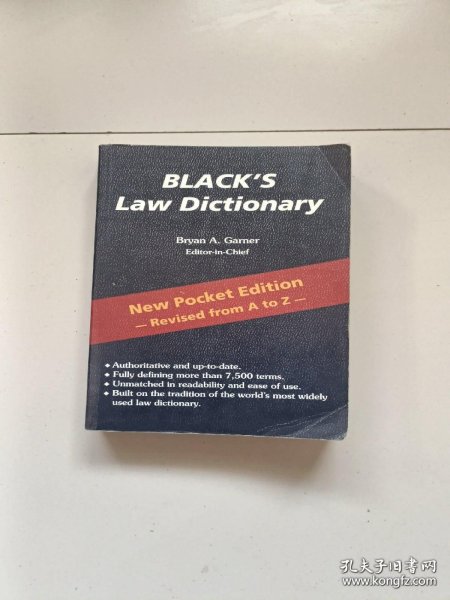 BLACK'S
Law Dictionary
Bryan A. Garner
Editor-in-Chief
New Pocket Edition
— Revised from A to Z —
◆ Authoritative and up-to-date.
◆ Fully defining more than 7,500 terms.
◆ Unmatched in readability and ease of use.
◆ Built on the tradition of the world's most widely
used law dictionary.
孔夫子旧书网
www.kongfz.com